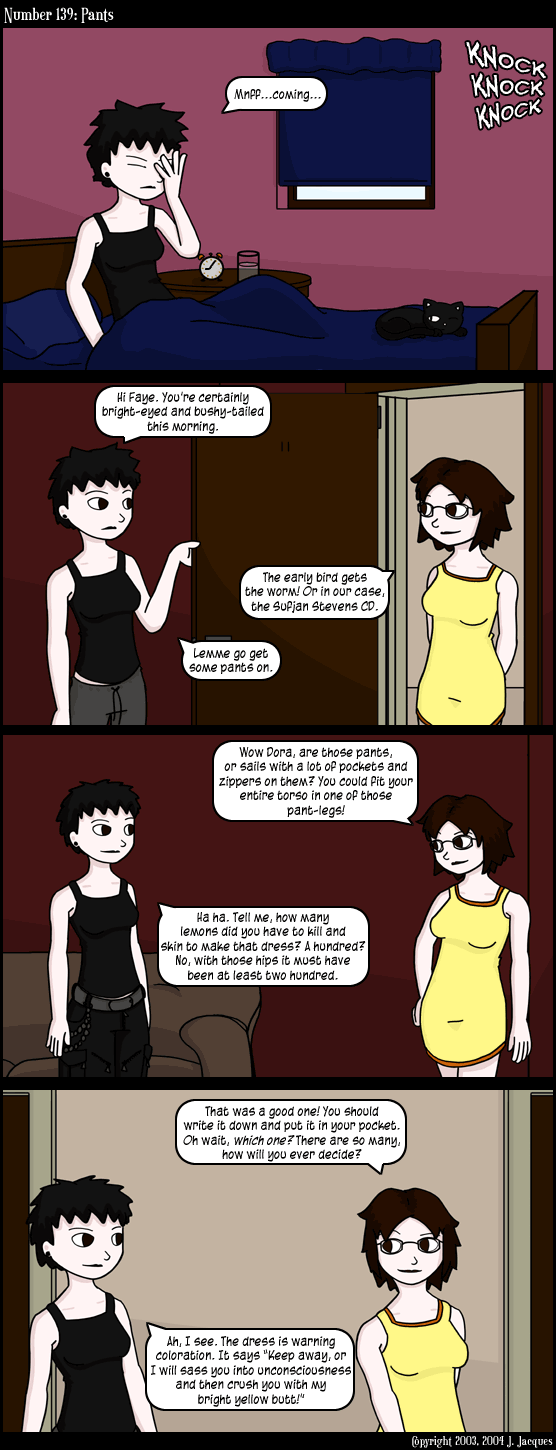 Number 139: Pants
KNOCK
KNOCK
KNOCK
Mnff...coming...
Hi Faye. You're certainly
bright-eyed and bushy-tailed
this morning.
The early bird gets
the worm! Or in our case,
the Sufjan Stevens CD.
Lemme go get
some pants on.
Wow Dora, are those pants,
or sails with a lot of pockets and
zippers on them? You could fit your
entire torso in one of those
pant-legs!
Ha ha. Tell me, how many
lemons did you have to kill and
skin to make that dress? A hundred?
No, with those hips it must have
been at least two hundred.
That was a good one! You should
write it down and put it in your pocket.
Oh wait, which one? There are so many,
how will you ever decide?
Ah, I see. The dress is warning
coloration. It says "Keep away, or
I will sass you into unconsciousness
and then crush you with my
bright yellow butt!"
Copyright 2003, 2004 J. Jacques